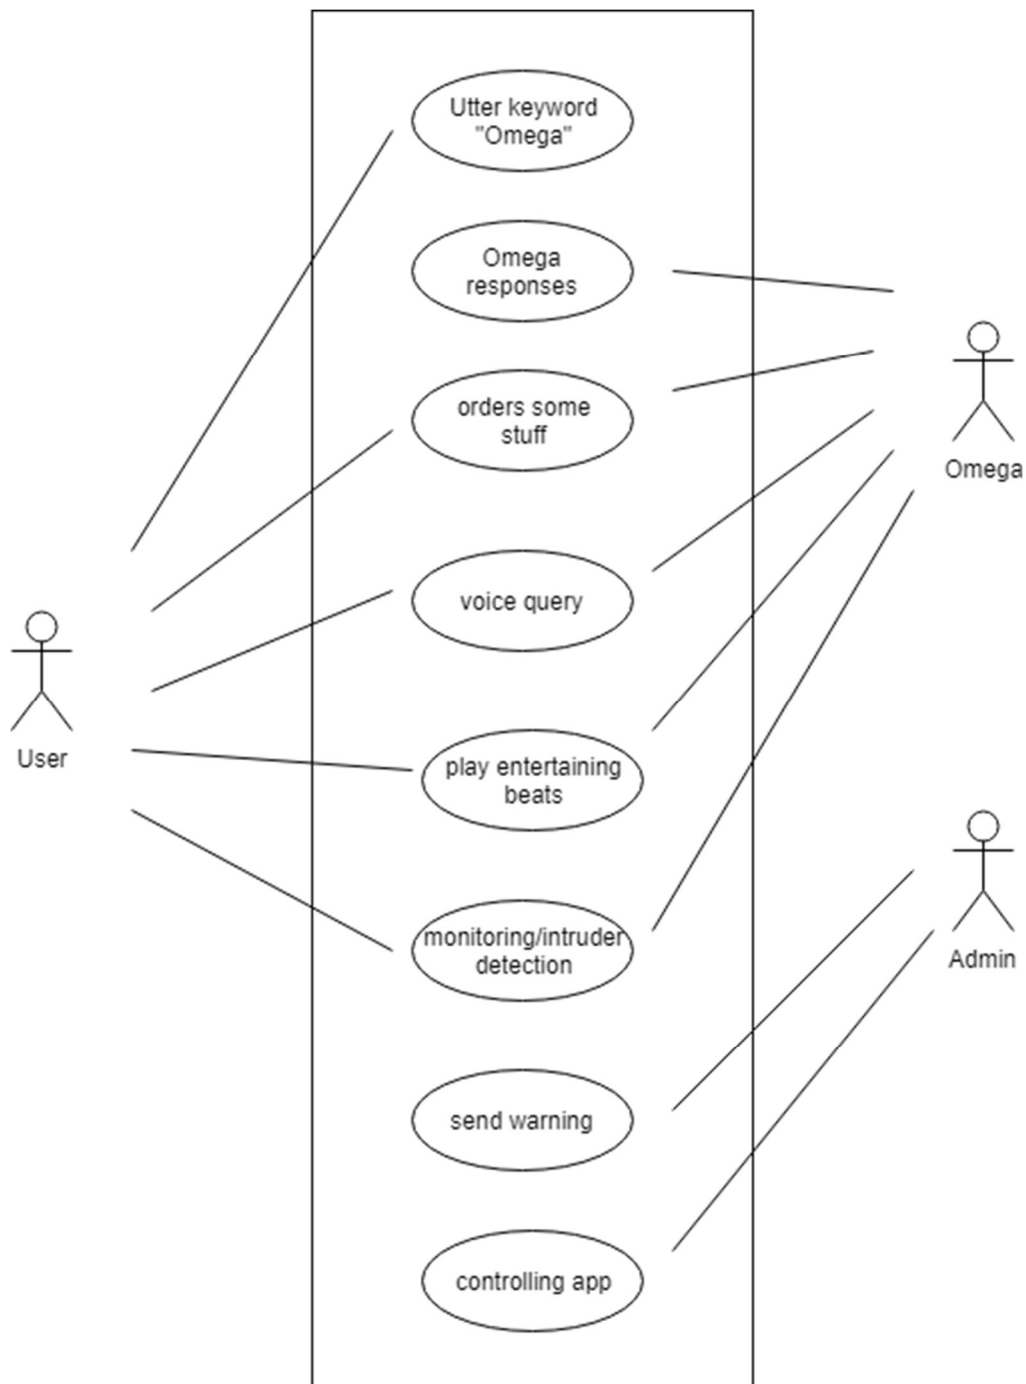 Utter keyword
"Omega"
Omega
responses
orders some
stuff
Omega
voice query
User
play entertaining
beats
monitoring/intruder
detection
Admin
send warning
controlling app